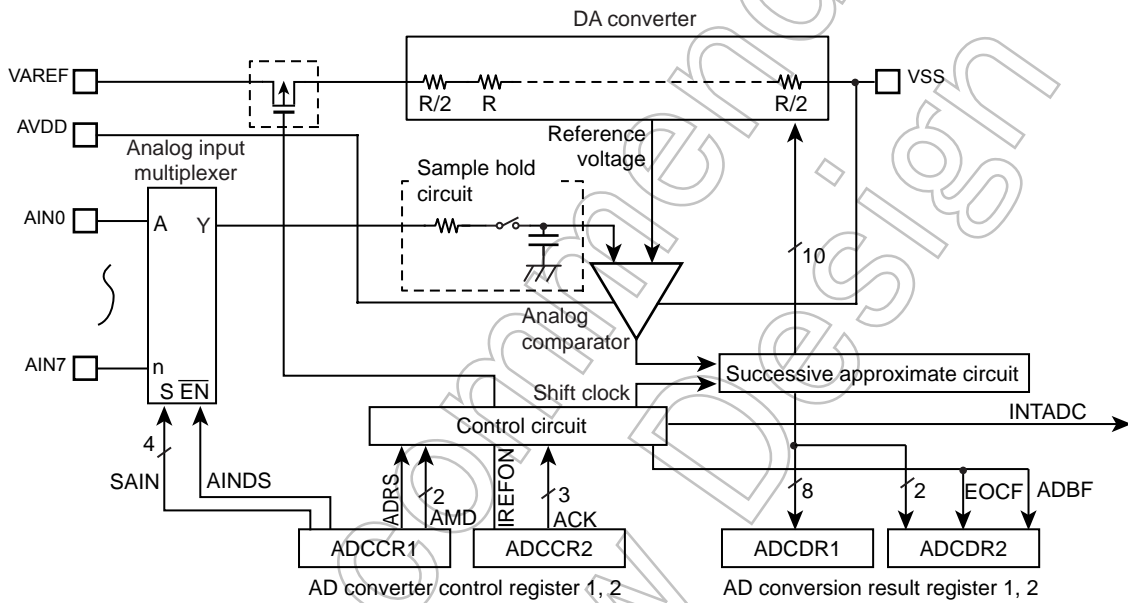 DA converter
VAREF
VSS
R/2
R
R/2
AVDD
Reference
voltage
Analog input
multiplexer
Sample hold
circuit
AIN0
A
Y
10
Analog
comparator
AIN7
n
S EN
Successive approximate circuit
Shift clock
INTADC
Control circuit
4
SAIN
AINDS
ADRS
2
AMD
IREFON
3
ACK
8
2
EOCF
ADBF
ADCCR1
ADCCR2
ADCDR1
ADCDR2
AD converter control register 1, 2
AD conversion result register 1, 2
Design